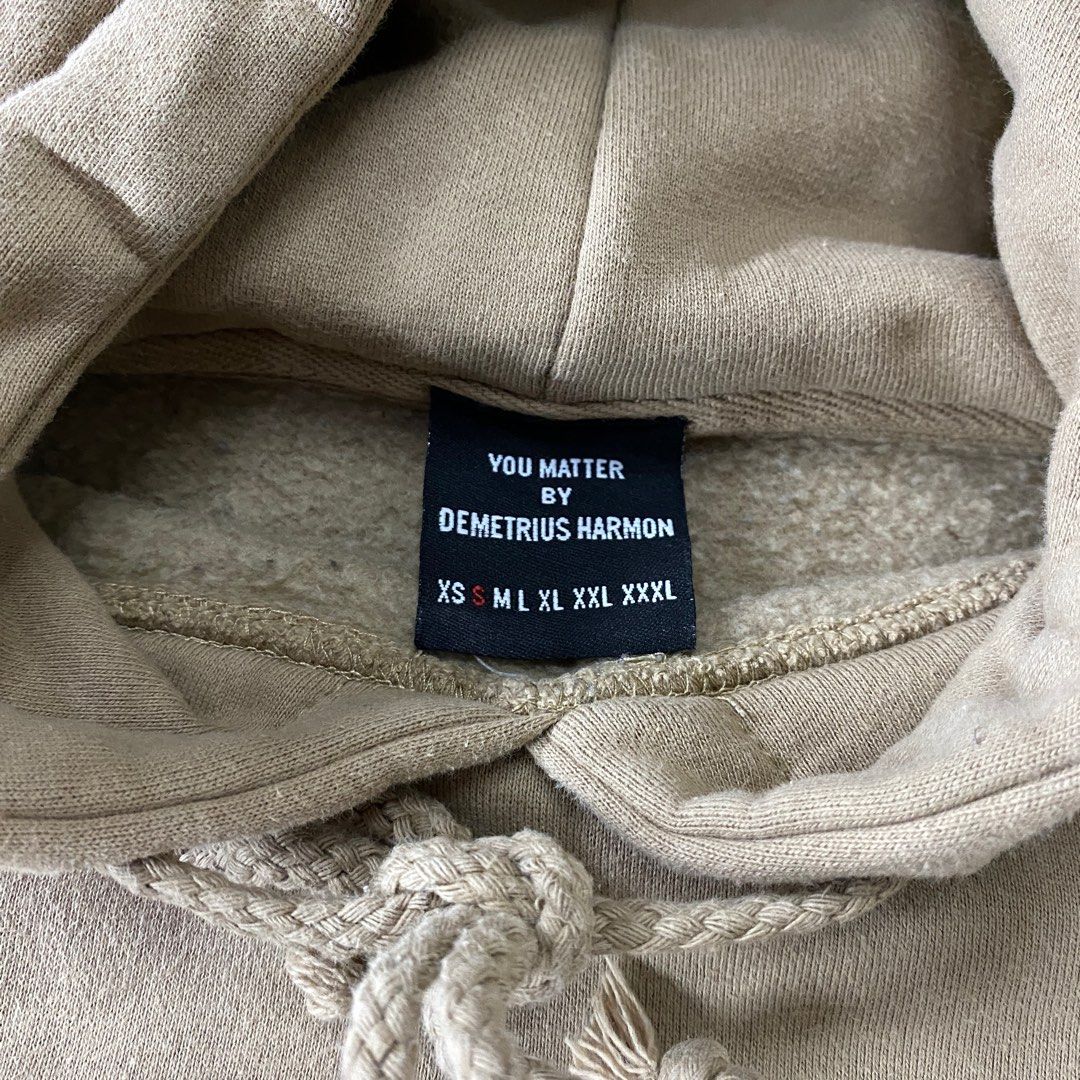 YOU MATTER
BY
DEMETRIUS HARMON
XS S M L XL XXL XXXL